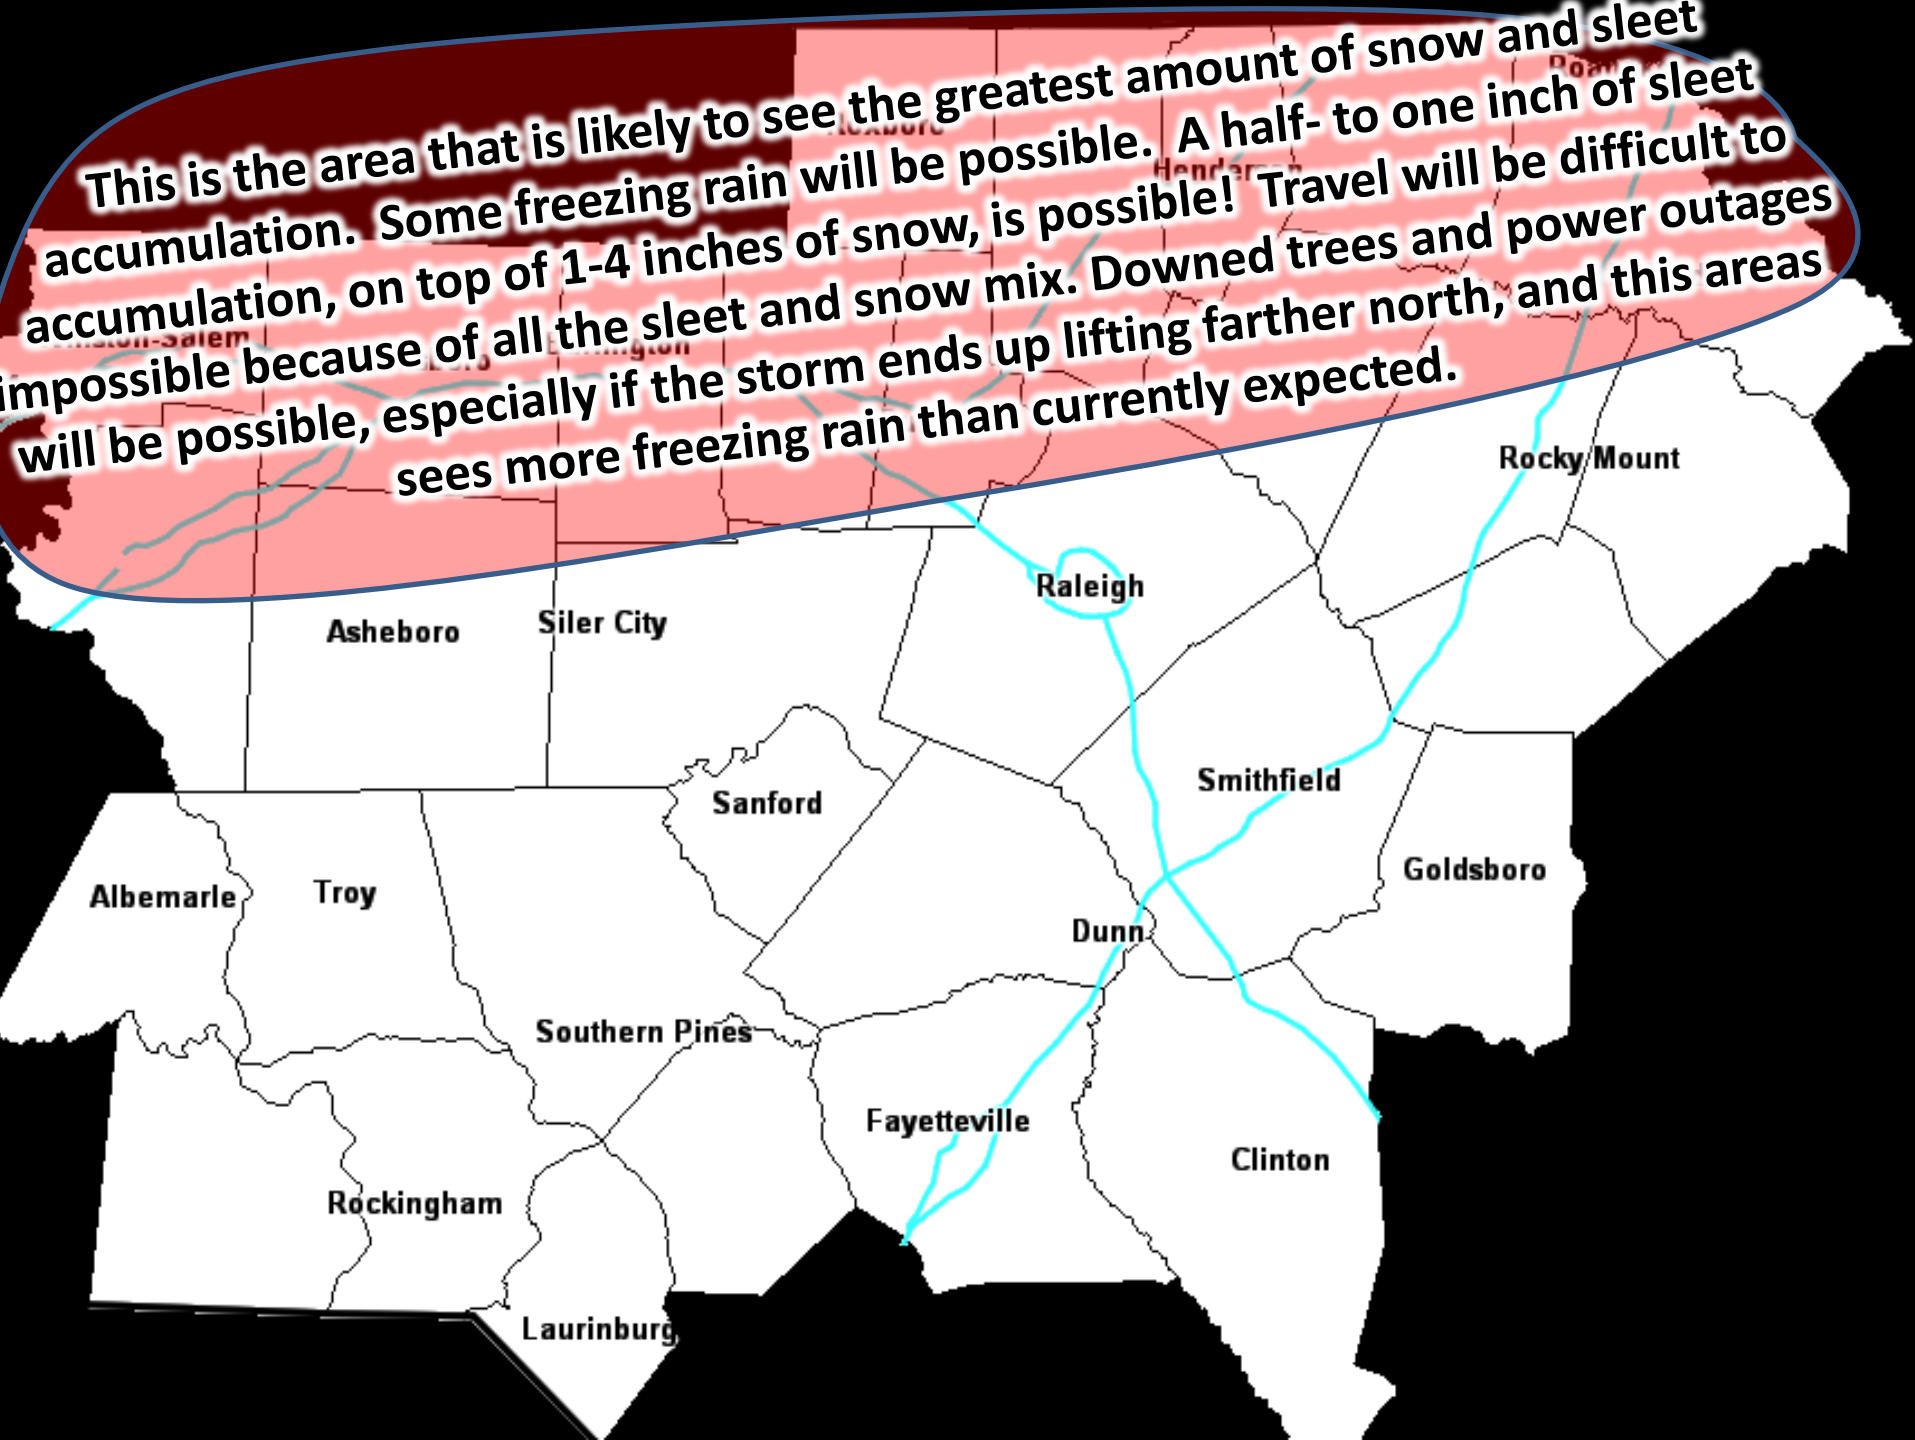 This is the area that is likely to see the greatest amount of snow and sleet
accumulation.  Some freezing rain will be possible.  A half- to one inch of sleet
accumulation, on top of 1-4 inches of snow, is possible!  Travel will be difficult to
impossible because of all the sleet and snow mix. Downed trees and power outages
will be possible, especially if the storm ends up lifting farther north, and this areas
sees more freezing rain than currently expected.
Rocky Mount
Raleigh
Asheboro
Siler City
Smithfield
Sanford
Goldsboro
Albemarle
Troy
Dunn
Southern Pines
Fayetteville
Clinton
Rockingham
Laurinburg